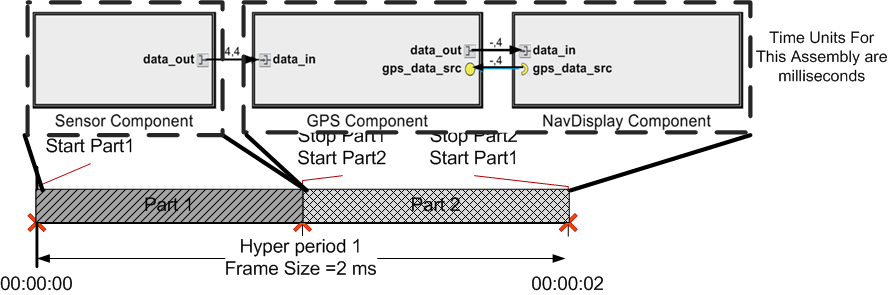 data_out
4,4
data_in
data_out
gps_data_src
-,4
-,4
data_in
gps_data_src
Time Units For
This Assembly are
milliseconds
Sensor Component
GPS Component
NavDisplay Component
Start Part1
Stop Part1
Start Part2
Stop Part2
Start Part1
Part 1
Part 2
Hyper period 1
Frame Size =2 ms
00:00:00
00:00:02